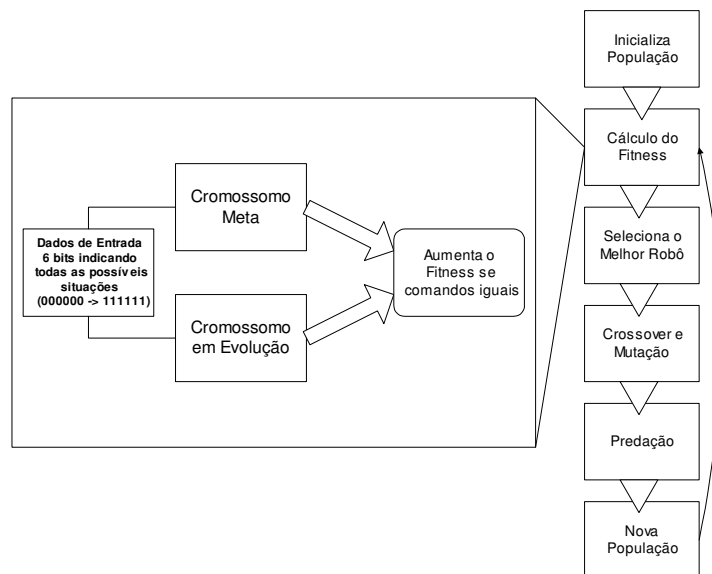 Inicializa
População
Cálculo do
Fitness
Seleciona o
Melhor Robô
Crossover e
Mutação
Predação
Nova
População
Cromossomo
Meta
Dados de Entrada
6 bits indicando
todas as possíveis
situações
(000000 -> 111111)
Cromossomo
em Evolução
Aumenta o
Fitness se
comandos iguais